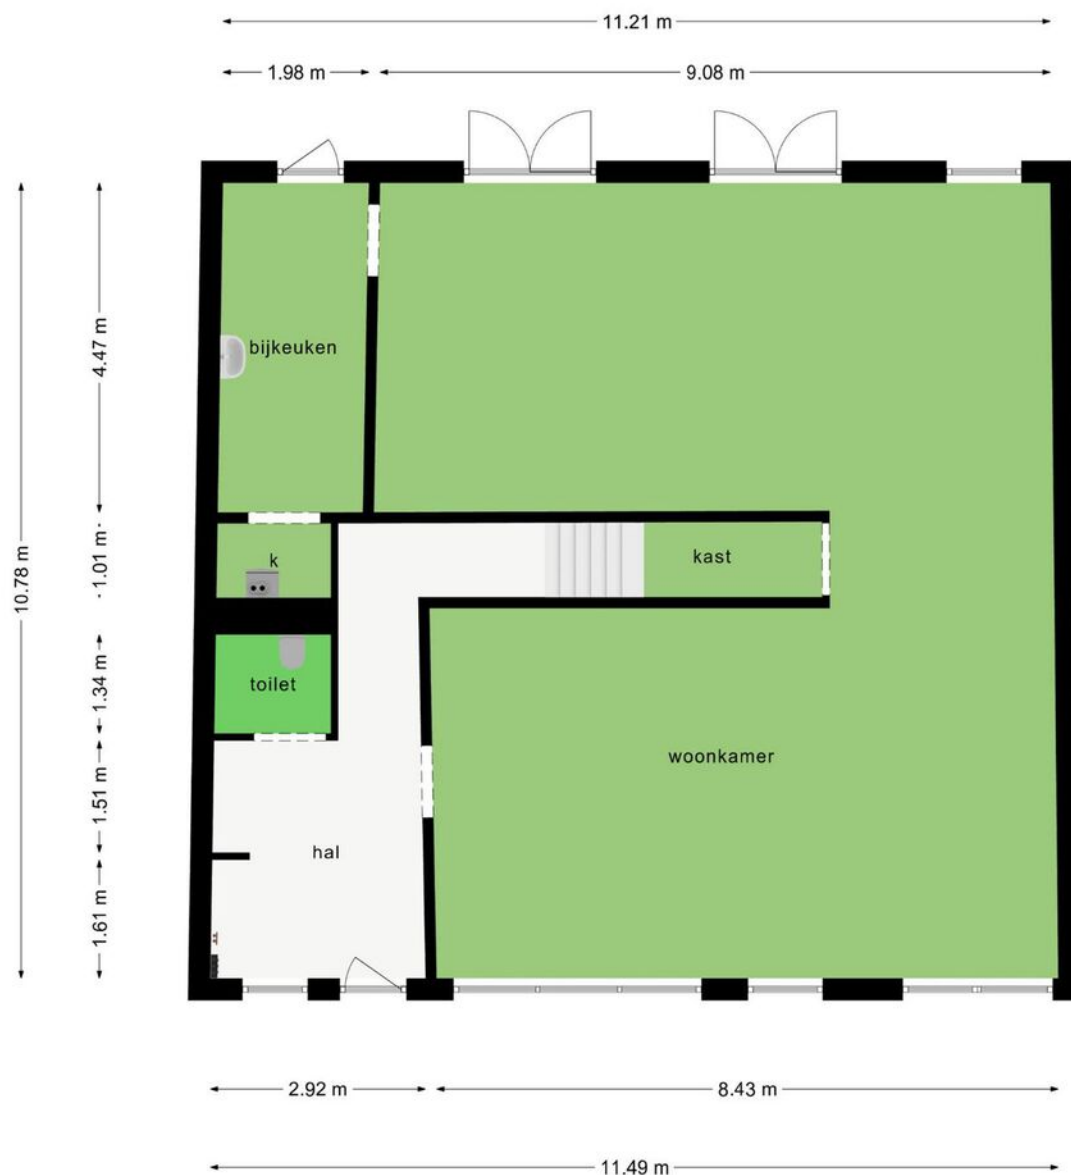 11.21 m
1.98 m
9.08 m
4.47 m
bijkeuken
10.78 m
1.01 m
k
kast
1.34 m
toilet
woonkamer
1.51 m
hal
1.61 m
2.92 m
8.43 m
11.49 m